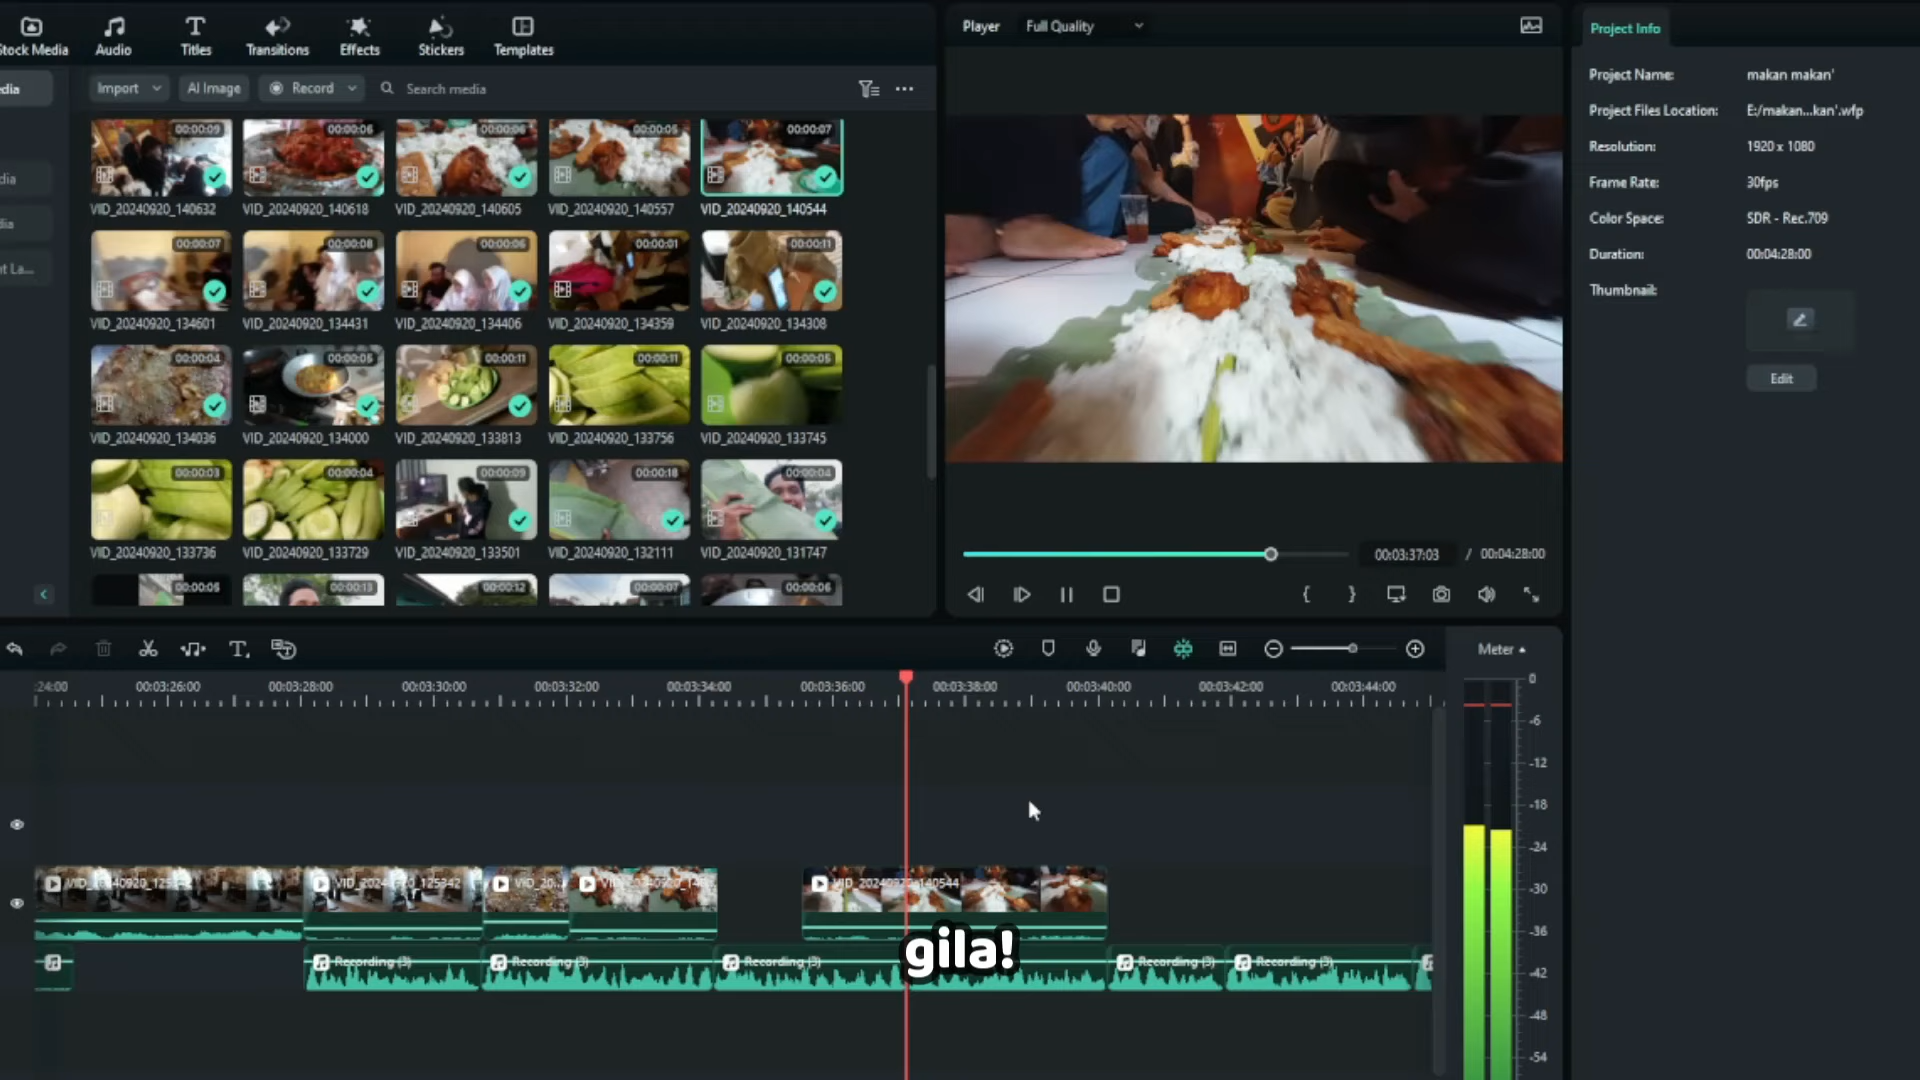 Stock Media
Audio
Titles
Transitions
Effects
Stickers
Templates
Import
AI Image
Record
Search media
00:00:09
00:00:06
00:00:06
00:00:05
00:00:07
VID_20240920_140632
VID_20240920_140618
VID_20240920_140605
VID_20240920_140557
VID_20240920_140544
00:00:07
00:00:08
00:00:06
00:00:01
00:00:11
VID_20240920_134601
VID_20240920_134431
VID_20240920_134406
VID_20240920_134359
VID_20240920_134308
00:00:04
00:00:05
00:00:11
00:00:11
00:00:05
VID_20240920_134036
VID_20240920_134000
VID_20240920_133813
VID_20240920_133756
VID_20240920_133745
00:00:03
00:00:04
00:00:09
00:00:18
00:00:04
VID_20240920_133736
VID_20240920_133729
VID_20240920_133501
VID_20240920_132111
VID_20240920_131747
00:00:05
00:00:13
00:00:12
00:00:07
00:00:06
Player
Full Quality
00:03:37:03 / 00:04:28:00
Project Info
Project Name: makan makan'
Project Files Location: E:/makan...kan'.wfp
Resolution: 1920 x 1080
Frame Rate: 30fps
Color Space: SDR - Rec.709
Duration: 00:04:28:00
Thumbnail:
Edit
:24:00
00:03:26:00
00:03:28:00
00:03:30:00
00:03:32:00
00:03:34:00
00:03:36:00
00:03:38:00
00:03:40:00
00:03:42:00
00:03:44:00
Meter
0
-6
-12
-18
-24
-30
-36
-42
-48
-54
VID_20240920_140544
Recording (3)
Recording (3)
Recording (3)
Recording (3)
Recording (3)
gila!